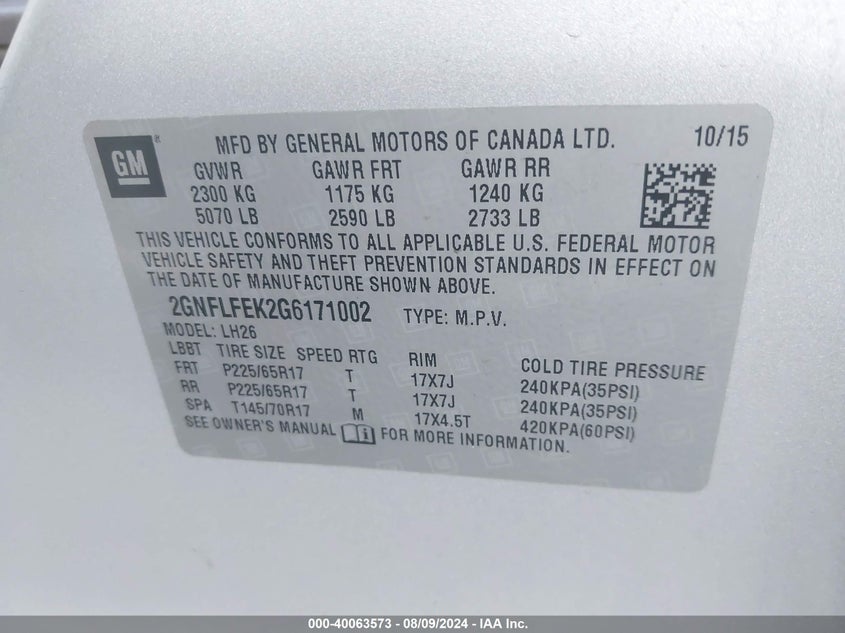 GM® MFD BY GENERAL MOTORS OF CANADA LTD. 10/15
GVWR GAWR FRT GAWR RR
2300 KG 1175 KG 1240 KG
5070 LB 2590 LB 2733 LB
THIS VEHICLE CONFORMS TO ALL APPLICABLE U.S. FEDERAL MOTOR
VEHICLE SAFETY AND THEFT PREVENTION STANDARDS IN EFFECT ON
THE DATE OF MANUFACTURE SHOWN ABOVE.
2GNFLFEK2G6171002 TYPE: M.P.V.
MODEL: LH26
LBBT TIRE SIZE SPEED RTG RIM COLD TIRE PRESSURE
FRT P225/65R17 T 17X7J 240KPA(35PSI)
RR P225/65R17 T 17X7J 240KPA(35PSI)
SPA T145/70R17 M 17X4.5T 420KPA(60PSI)
SEE OWNER'S MANUAL FOR MORE INFORMATION.
000-40063573 - 08/09/2024 - IAA Inc.